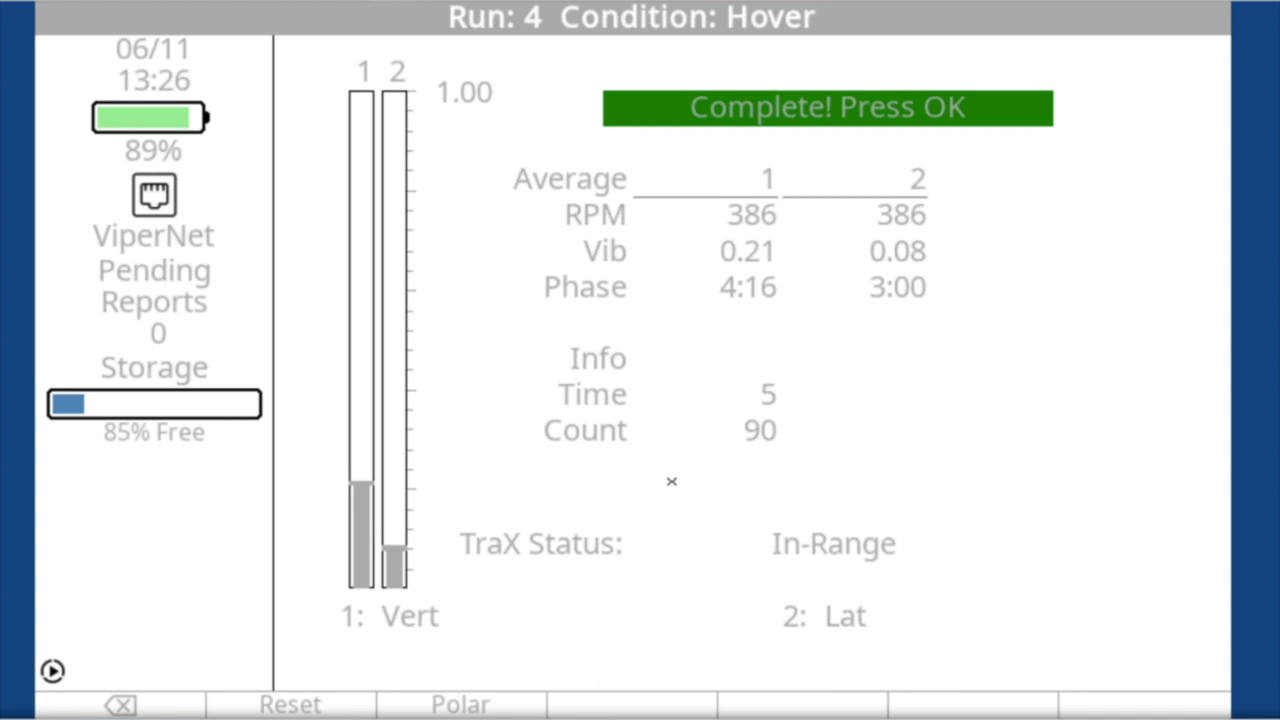 Run: 4 Condition: Hover
06/11
13:26
89%
ViperNet
Pending
Reports
0
Storage
85% Free
1 2
1.00
Complete! Press OK
Average 1 2
RPM 386 386
Vib 0.21 0.08
Phase 4:16 3:00
Info
Time 5
Count 90
TraX Status: In-Range
1: Vert 2: Lat
Reset Polar